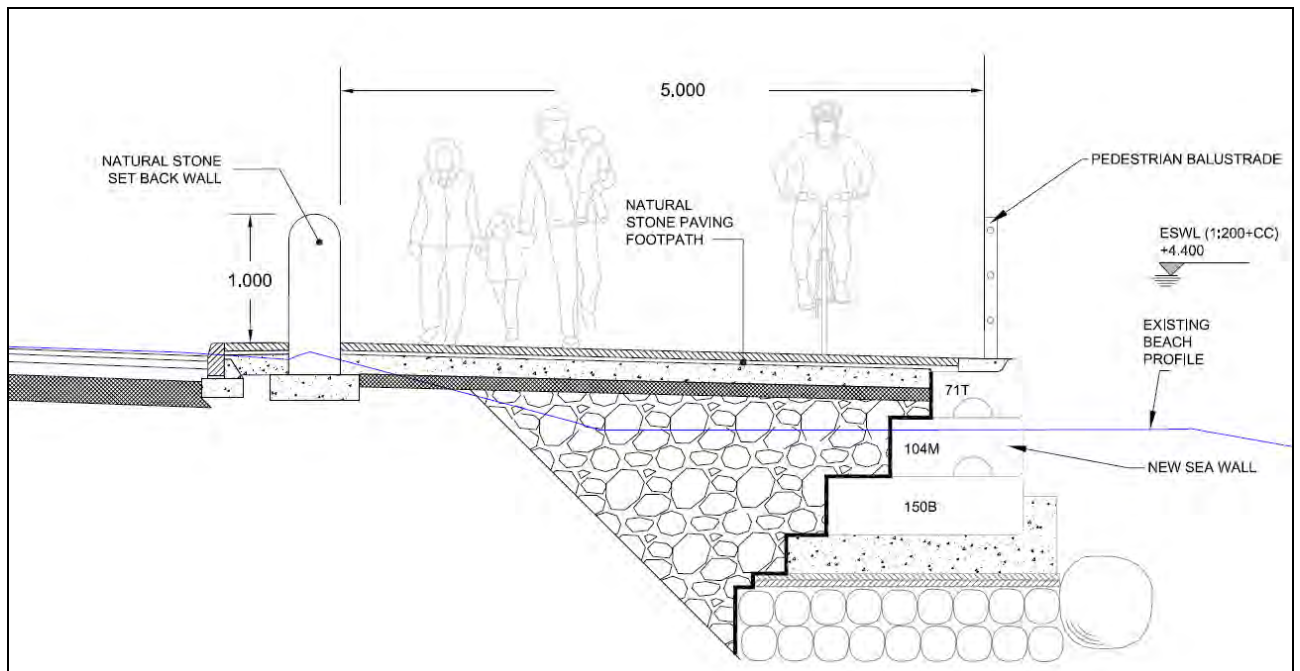 5,000
NATURAL STONE
SET BACK WALL
PEDESTRIAN BALUSTRADE
NATURAL
STONE PAVING
FOOTPATH
ESWL (1:200+CC)
+4.400
1,000
EXISTING
BEACH
PROFILE
71T
104M
NEW SEA WALL
150B